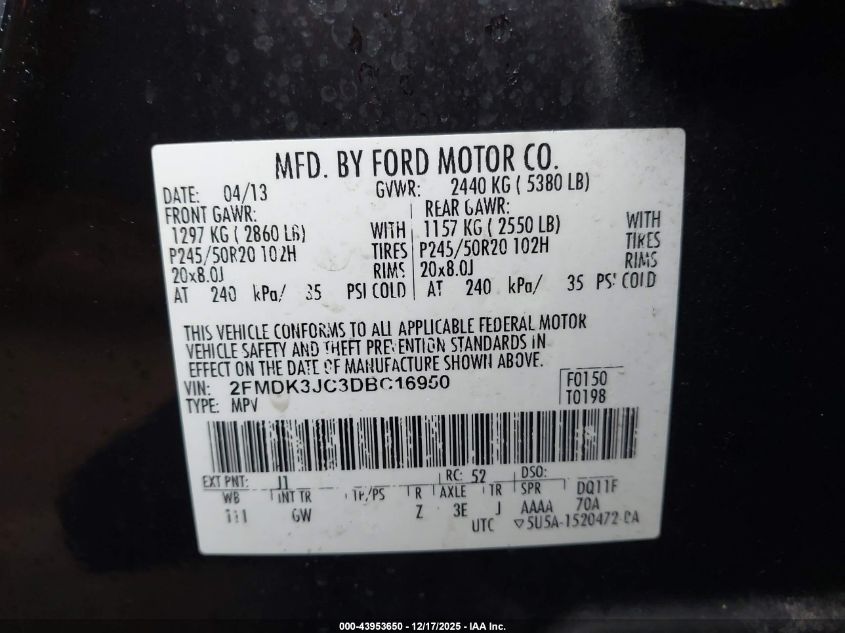 MFD. BY FORD MOTOR CO.
DATE: 04/13 GVWR: 2440 KG ( 5380 LB)
FRONT GAWR: REAR GAWR:
1297 KG ( 2860 LB) WITH 1157 KG ( 2550 LB) WITH
P245/50R20 102H TIRES P245/50R20 102H TIRES
20x8.0J RIMS 20x8.0J RIMS
AT 240 kPa/ 35 PSI COLD AT 240 kPa/ 35 PSI COLD
THIS VEHICLE CONFORMS TO ALL APPLICABLE FEDERAL MOTOR
VEHICLE SAFETY AND THEFT PREVENTION STANDARDS IN
EFFECT ON THE DATE OF MANUFACTURE SHOWN ABOVE.
VIN: 2FMDK3JC3DBC16950 F0150
TYPE: MPV T0198
EXT PNT: J1 RC: 52 DSO:
WB INT TR TP/PS R AXLE TR SPR DQ11F
GW Z 3E J AAAA 70A
UTC ▽5U5A-1520472-
000-43953650 - 12/17/2025 - IAA Inc.